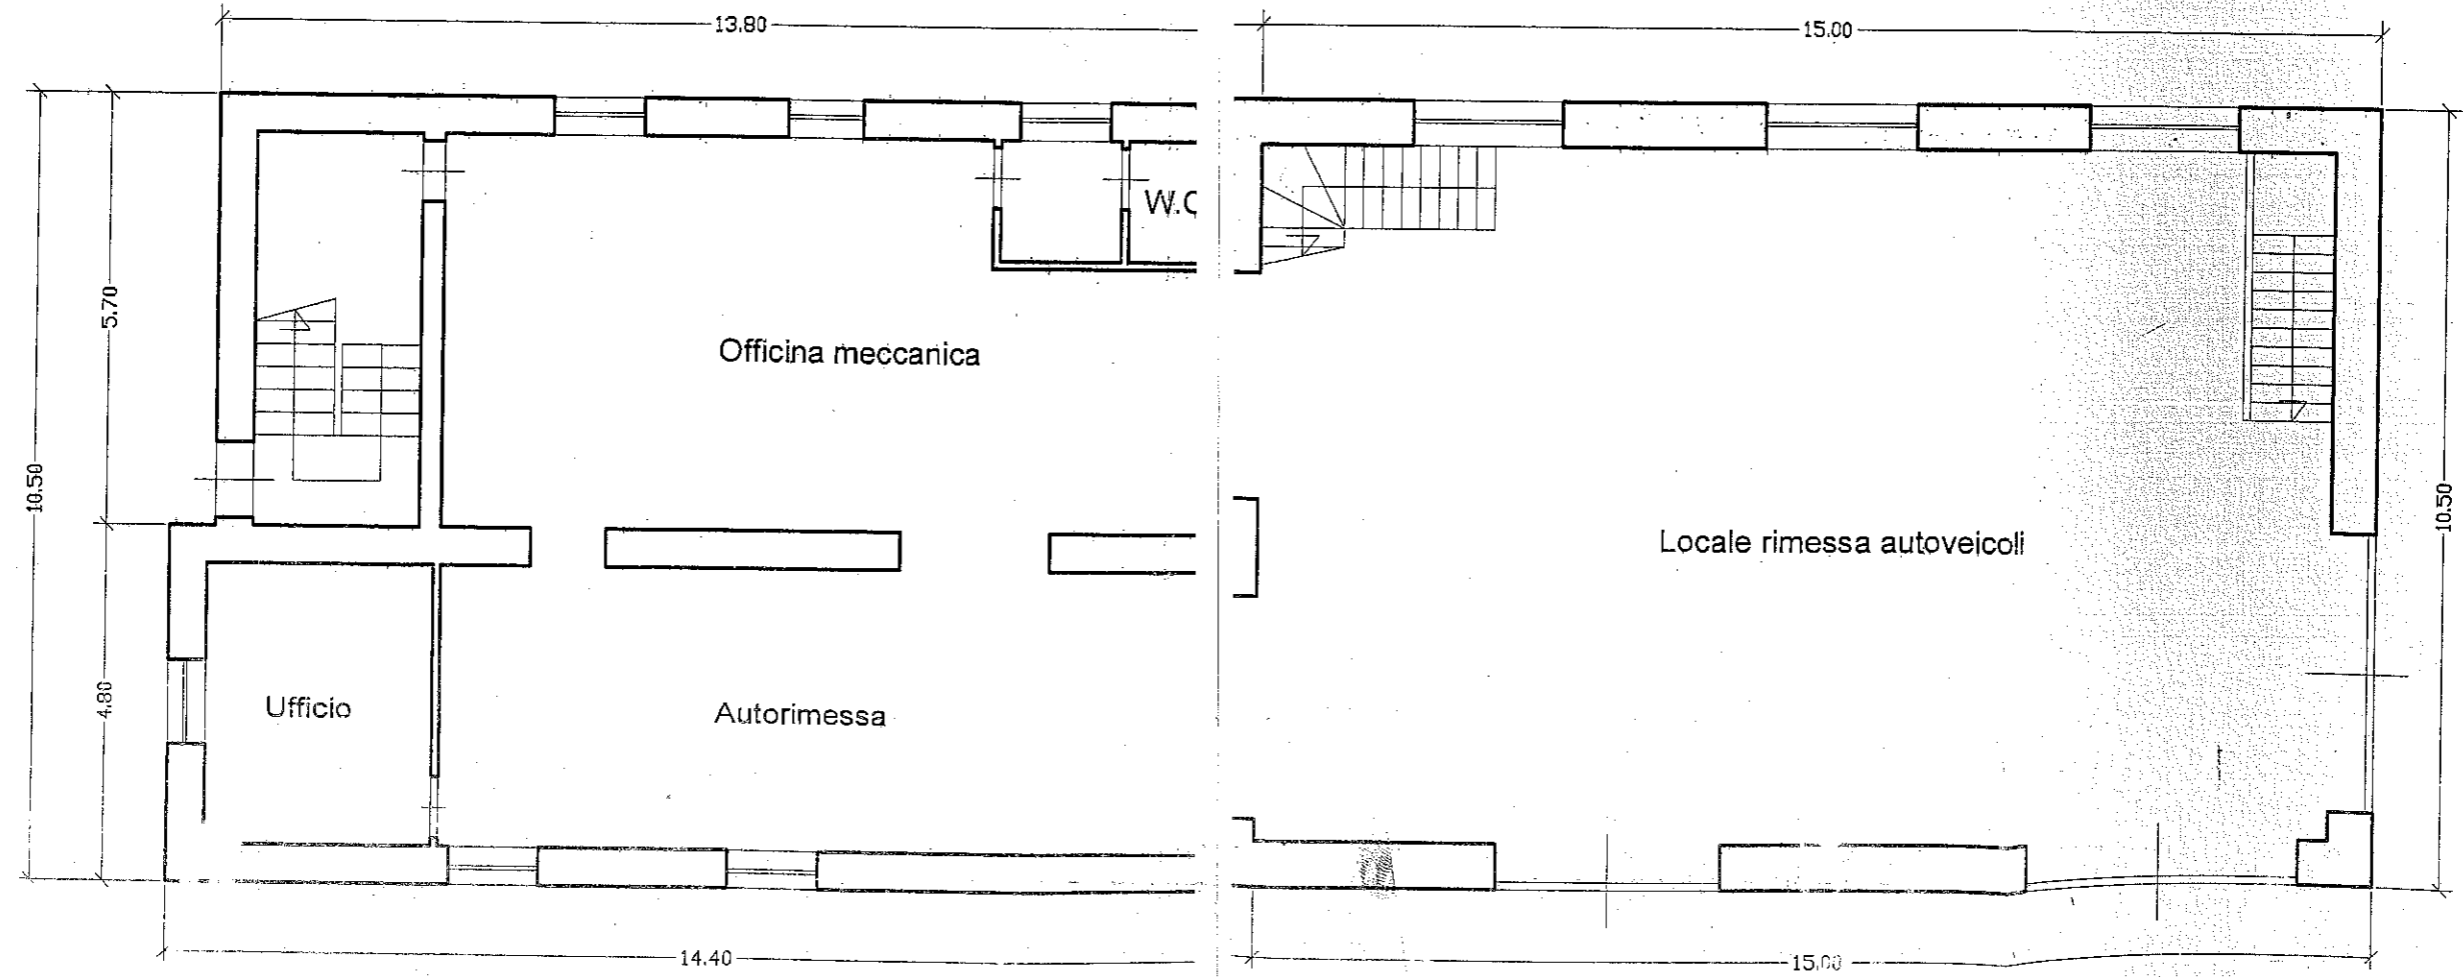 13.80
15.00
W.C
5.70
Officina meccanica
10.50
10.50
Locale rimessa autoveicoli
4.80
Ufficio
Autorimessa
14.40
15.00